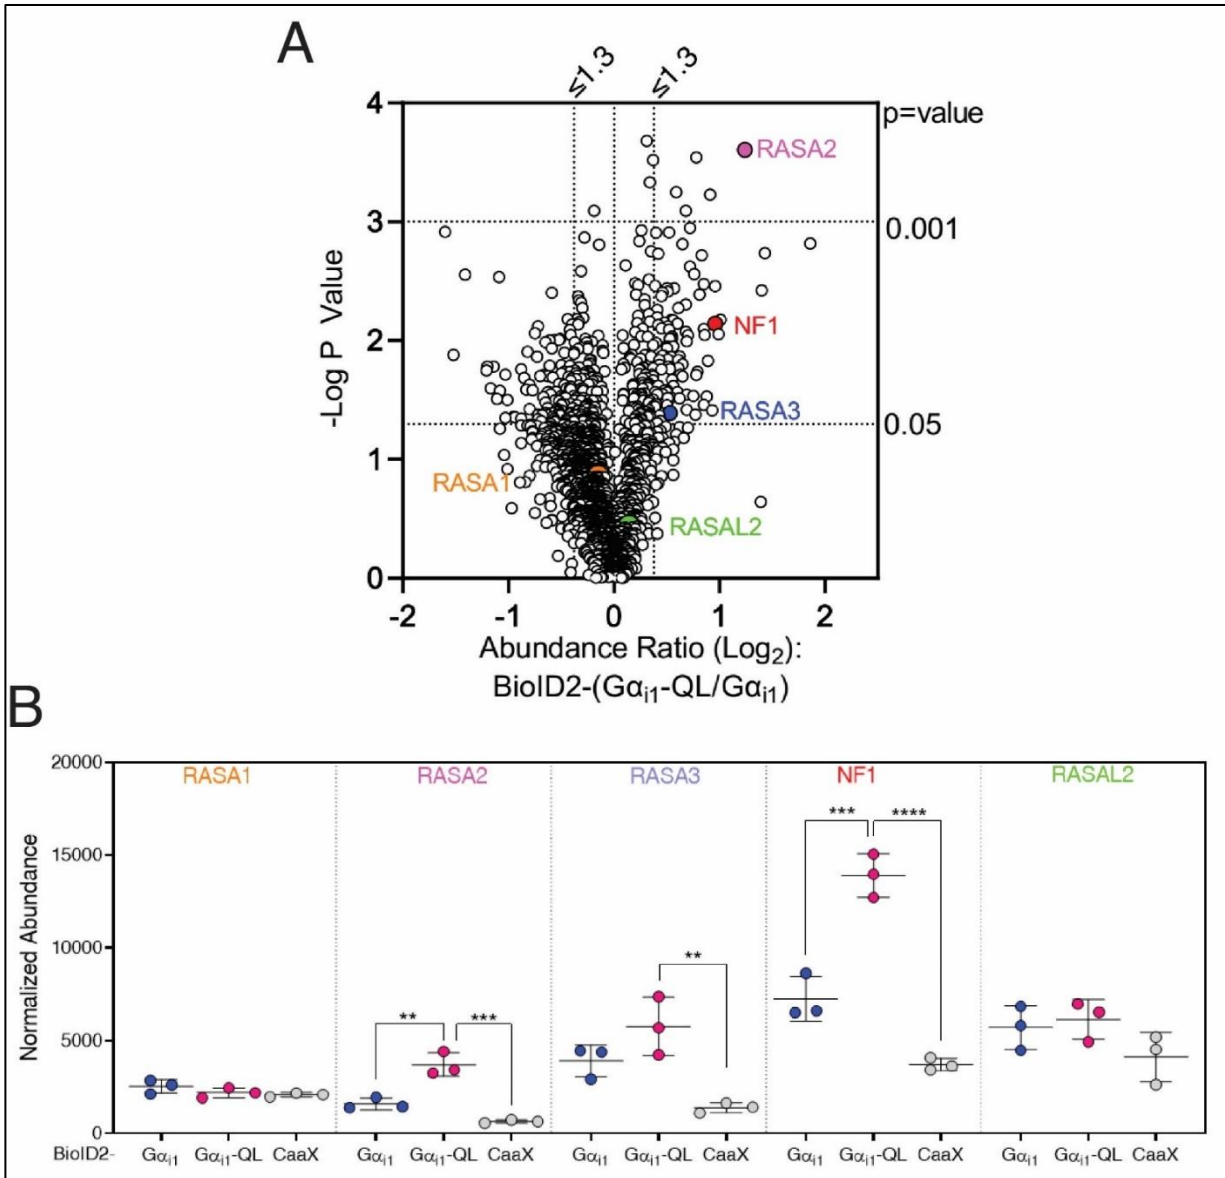 A
≤1.3 ≤1.3
4 p=value
RASA2
3 0.001
-Log P Value
NF1
2
RASA3
0.05
1
RASA1
RASAL2
0
-2 -1 0 1 2
Abundance Ratio (Log₂):
BioID2-(Gαᵢ₁-QL/Gαᵢ₁)
B
20000
RASA1 RASA2 RASA3 NF1 RASAL2
*** ****
15000
Normalized Abundance
10000
**
** ***
5000
0
BioID2- Gαᵢ₁ Gαᵢ₁-QL CaaX Gαᵢ₁ Gαᵢ₁-QL CaaX Gαᵢ₁ Gαᵢ₁-QL CaaX Gαᵢ₁ Gαᵢ₁-QL CaaX Gαᵢ₁ Gαᵢ₁-QL CaaX